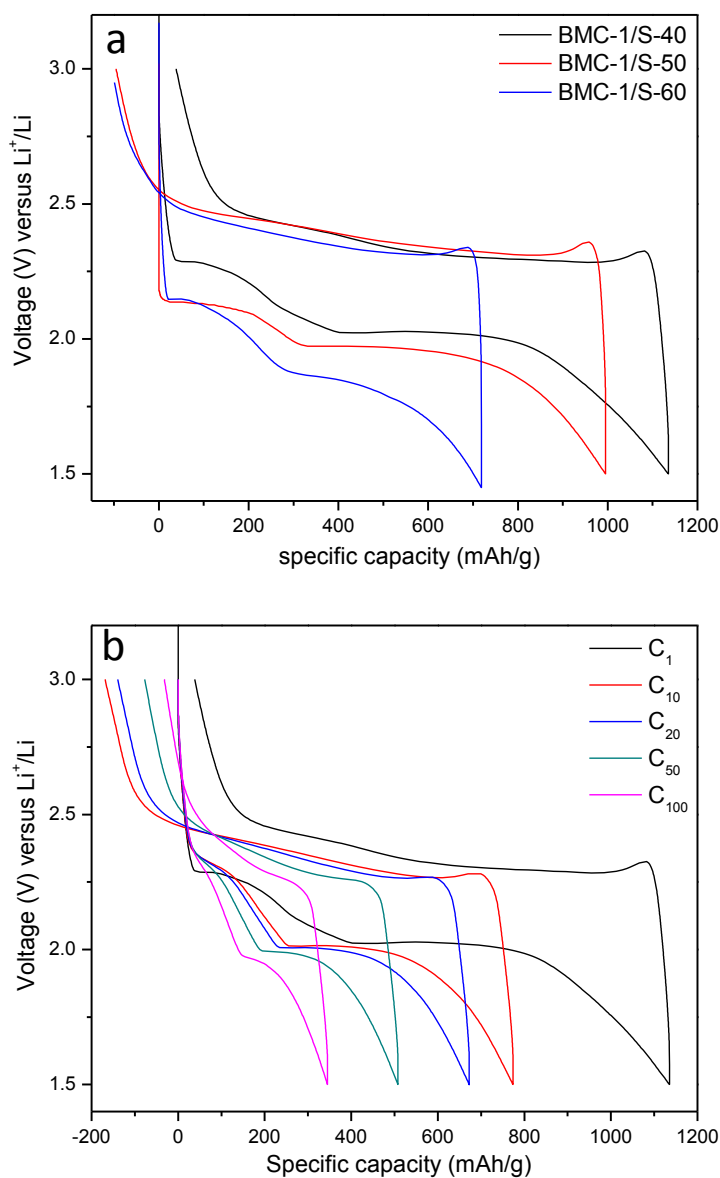 a
BMC-1/S-40
BMC-1/S-50
BMC-1/S-60
Voltage (V) versus Li⁺/Li
3.0
2.5
2.0
1.5
0 200 400 600 800 1000 1200
specific capacity (mAh/g)
b
C₁
C₁₀
C₂₀
C₅₀
C₁₀₀
Voltage (V) versus Li⁺/Li
3.0
2.5
2.0
1.5
-200 0 200 400 600 800 1000 1200
Specific capacity (mAh/g)